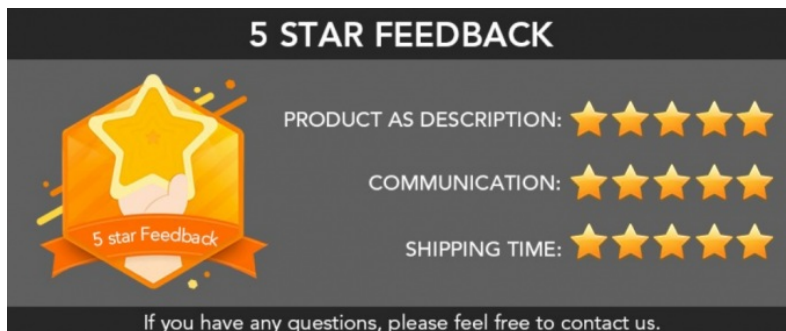 5 STAR FEEDBACK
PRODUCT AS DESCRIPTION:
COMMUNICATION:
SHIPPING TIME:
5 star Feedback
If you have any questions, please feel free to contact us.